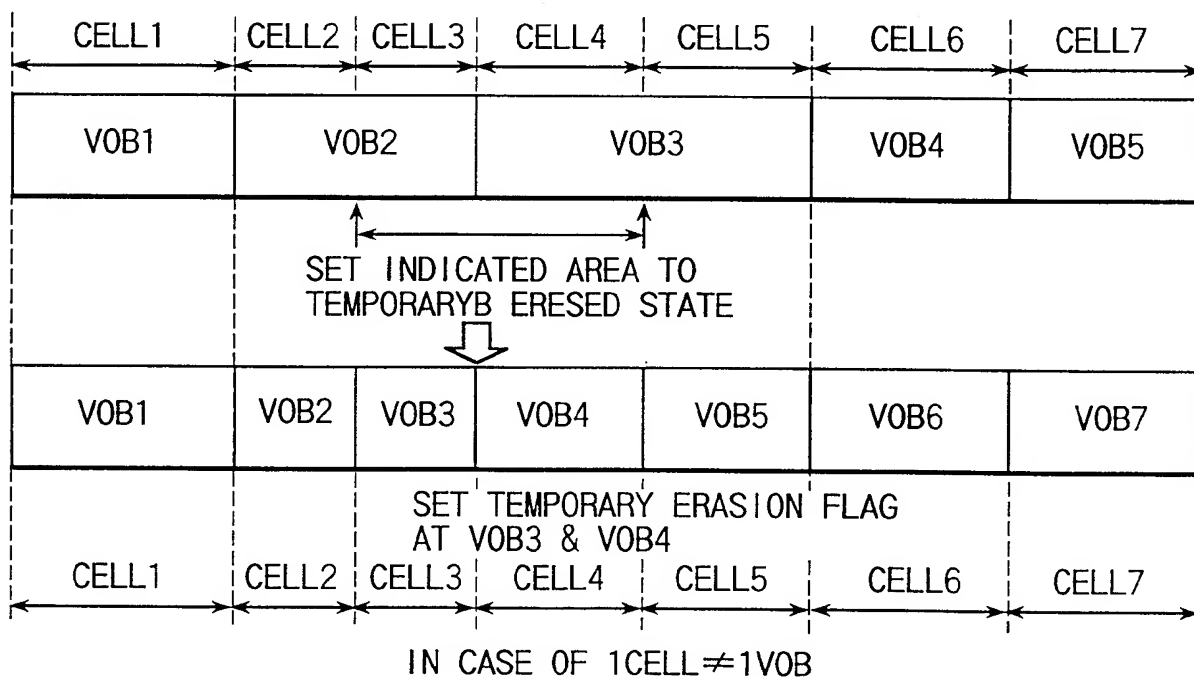 CELL1 CELL2 CELL3 CELL4 CELL5 CELL6 CELL7
VOB1 VOB2 VOB3 VOB4 VOB5
SET INDICATED AREA TO
TEMPORARYB ERESED STATE
VOB1 VOB2 VOB3 VOB4 VOB5 VOB6 VOB7
SET TEMPORARY ERASION FLAG
AT VOB3 & VOB4
CELL1 CELL2 CELL3 CELL4 CELL5 CELL6 CELL7
IN CASE OF 1CELL≠1VOB